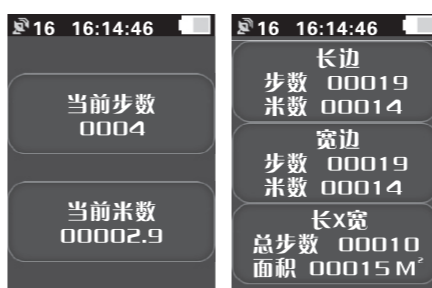 16 16:14:46
当前步数
0004
当前米数
00002.9
16 16:14:46
长边
步数 00019
米数 00014
宽边
步数 00019
米数 00014
长X宽
总步数 00010
面积 00015M²